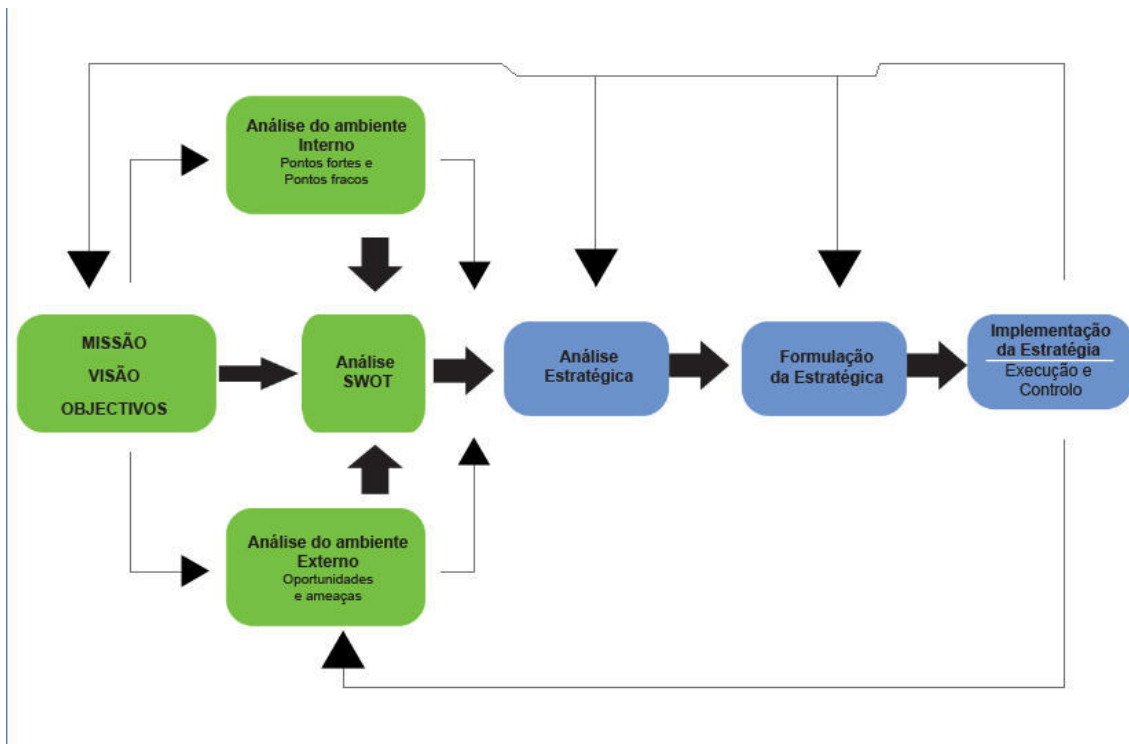 Análise do ambiente
Interno
Pontos fortes e
Pontos fracos
MISSÃO
VISÃO
OBJECTIVOS
Análise
SWOT
Análise
Estratégica
Formulação
da Estratégica
Implementação
da Estratégia
Execução e
Controlo
Análise do ambiente
Externo
Oportunidades
e ameaças